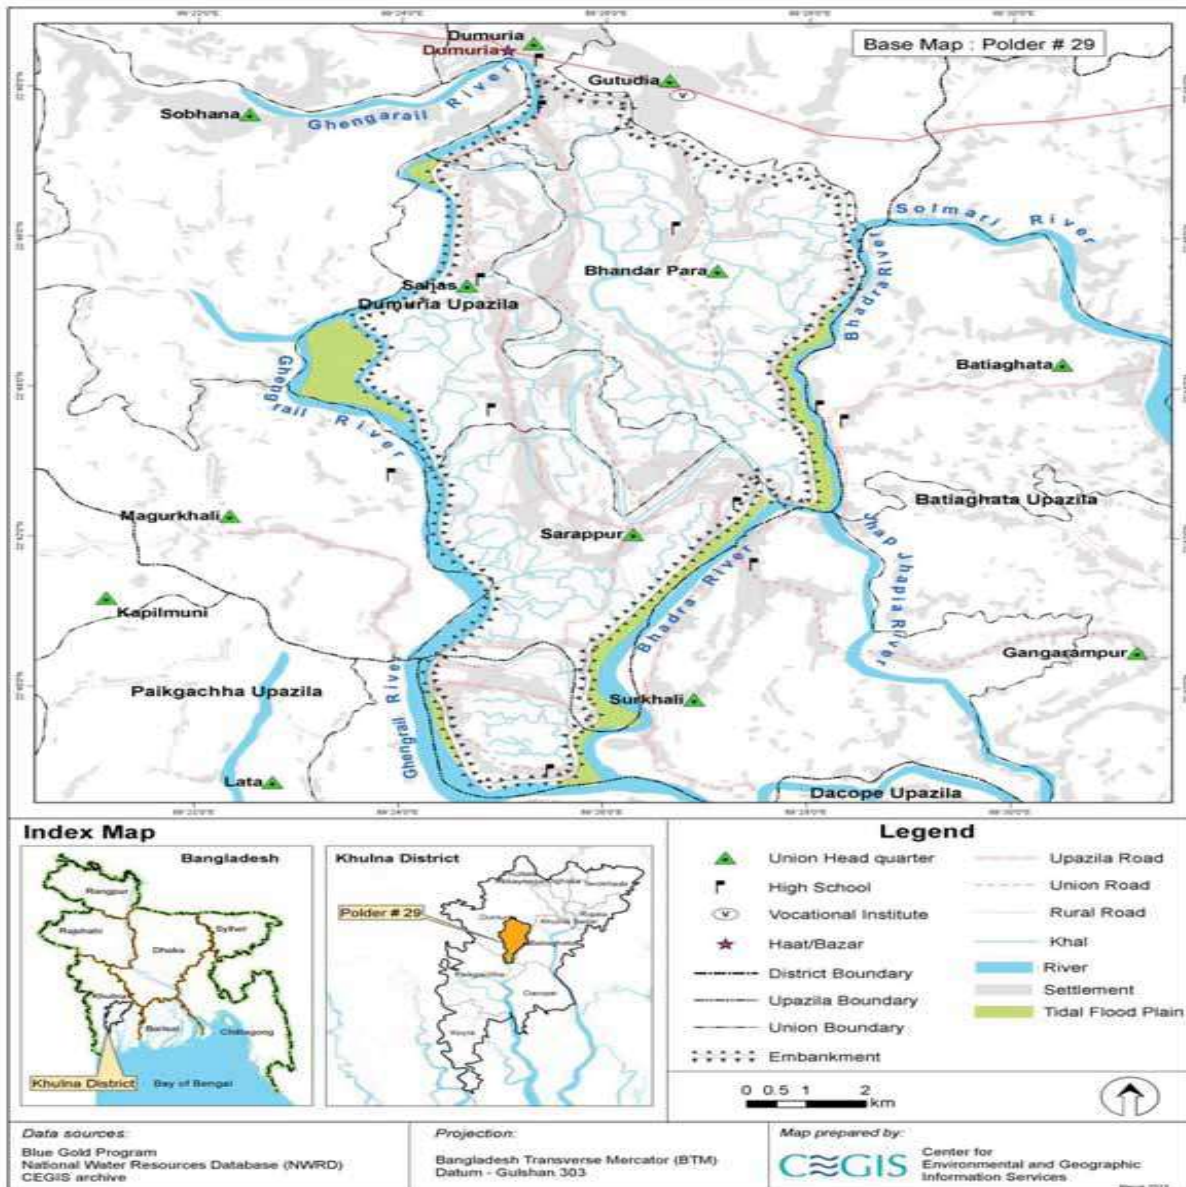 Base Map : Polder # 29
Dumuria
Dumuria
Gutudia
Sobhana
Ghengarail River
Solmari River
Bhandar Para
Sahas
Dumuria Upazila
Bhadra River
Batiaghata
Ghengrail River
Magurkhali
Batiaghata Upazila
Sarappur
Jhap Jhapia River
Bhadra River
Kapilmuni
Gangarampur
Paikgachha Upazila
Ghengrail River
Surkhali
Lata
Dacope Upazila
Index Map
Bangladesh
Rangpur
Rajshahi
Dhaka
Sylhet
Khulna
Barisal
Chittagong
Khulna District
Bay of Bengal
Khulna District
Polder # 29
Dacope
Koyra
Legend
Union Head quarter
High School
Vocational Institute
Haat/Bazar
District Boundary
Upazila Boundary
Union Boundary
Embankment
Upazila Road
Union Road
Rural Road
Khal
River
Settlement
Tidal Flood Plain
0 0.5 1 2
km
Data sources:
Blue Gold Program
National Water Resources Database (NWRD)
CEGIS archive
Projection:
Bangladesh Transverse Mercator (BTM)
Datum - Gulshan 303
Map prepared by:
CEGIS
Center for
Environmental and Geographic
Information Services